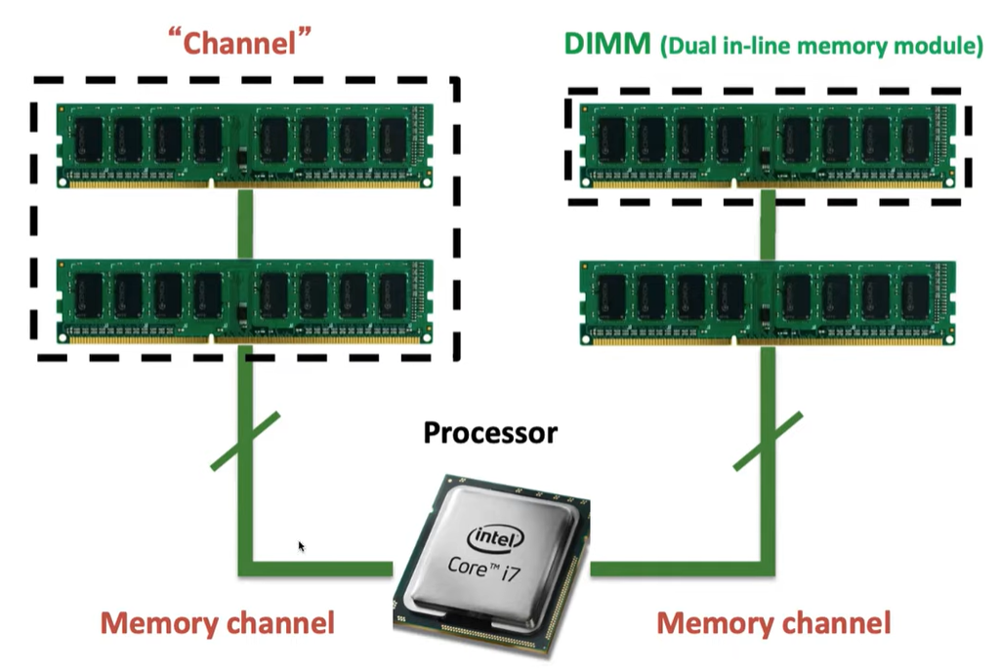 “Channel”
DIMM (Dual in-line memory module)
Processor
intel
Core™ i7
Memory channel
Memory channel